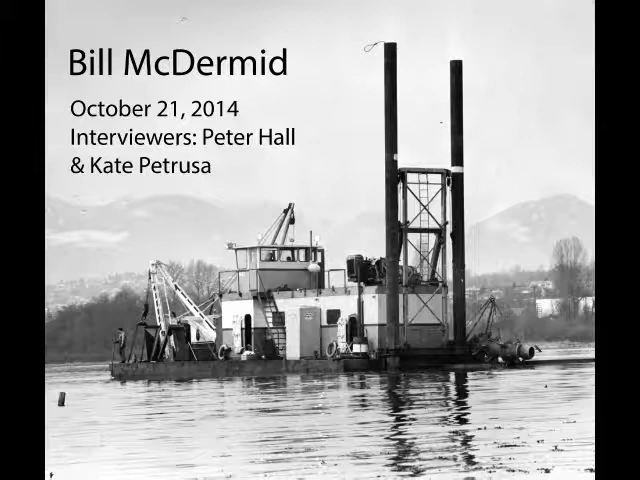 Bill McDermid
October 21, 2014
Interviewers: Peter Hall
& Kate Petrusa